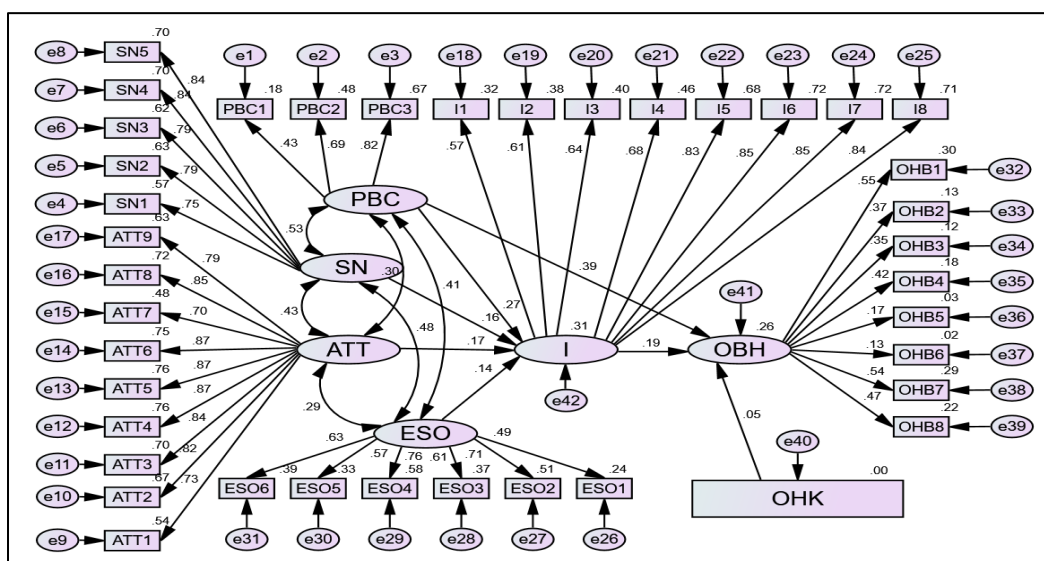 e8 SN5 .70
e7 SN4 .70
e6 SN3 .62
e5 SN2 .63
e4 SN1 .57
e17 ATT9 .63
e16 ATT8 .72
e15 ATT7 .48
e14 ATT6 .75
e13 ATT5 .76
e12 ATT4 .76
e11 ATT3 .70
e10 ATT2 .67
e9 ATT1 .54
.84
.84
.79
.79
.75
.79
.85
.70
.87
.87
.87
.84
.82
.73
e1 e2 e3 e18 e19 e20 e21 e22 e23 e24 e25
.18 .48 .67 .32 .38 .40 .46 .68 .72 .72 .71
PBC1 PBC2 PBC3 I1 I2 I3 I4 I5 I6 I7 I8
.43 .69 .82 .57 .61 .64 .68 .83 .85 .85 .84
PBC
.53
SN
.30
.41
.39
.43
.48
.16
.27
ATT
.17
.31
I
.19
e41
.26
OBH
.14
e42
.29
ESO
.05
.63 .57 .76 .61 .71 .49
.39 .33 .58 .37 .51 .24
ESO6 ESO5 ESO4 ESO3 ESO2 ESO1
e31 e30 e29 e28 e27 e26
e40
.00
OHK
.55
.37
.35
.42
.17
.13
.54
.47
.30
OHB1 e32
.13
OHB2 e33
.12
OHB3 e34
.18
OHB4 e35
.03
OHB5 e36
.02
OHB6 e37
.29
OHB7 e38
.22
OHB8 e39